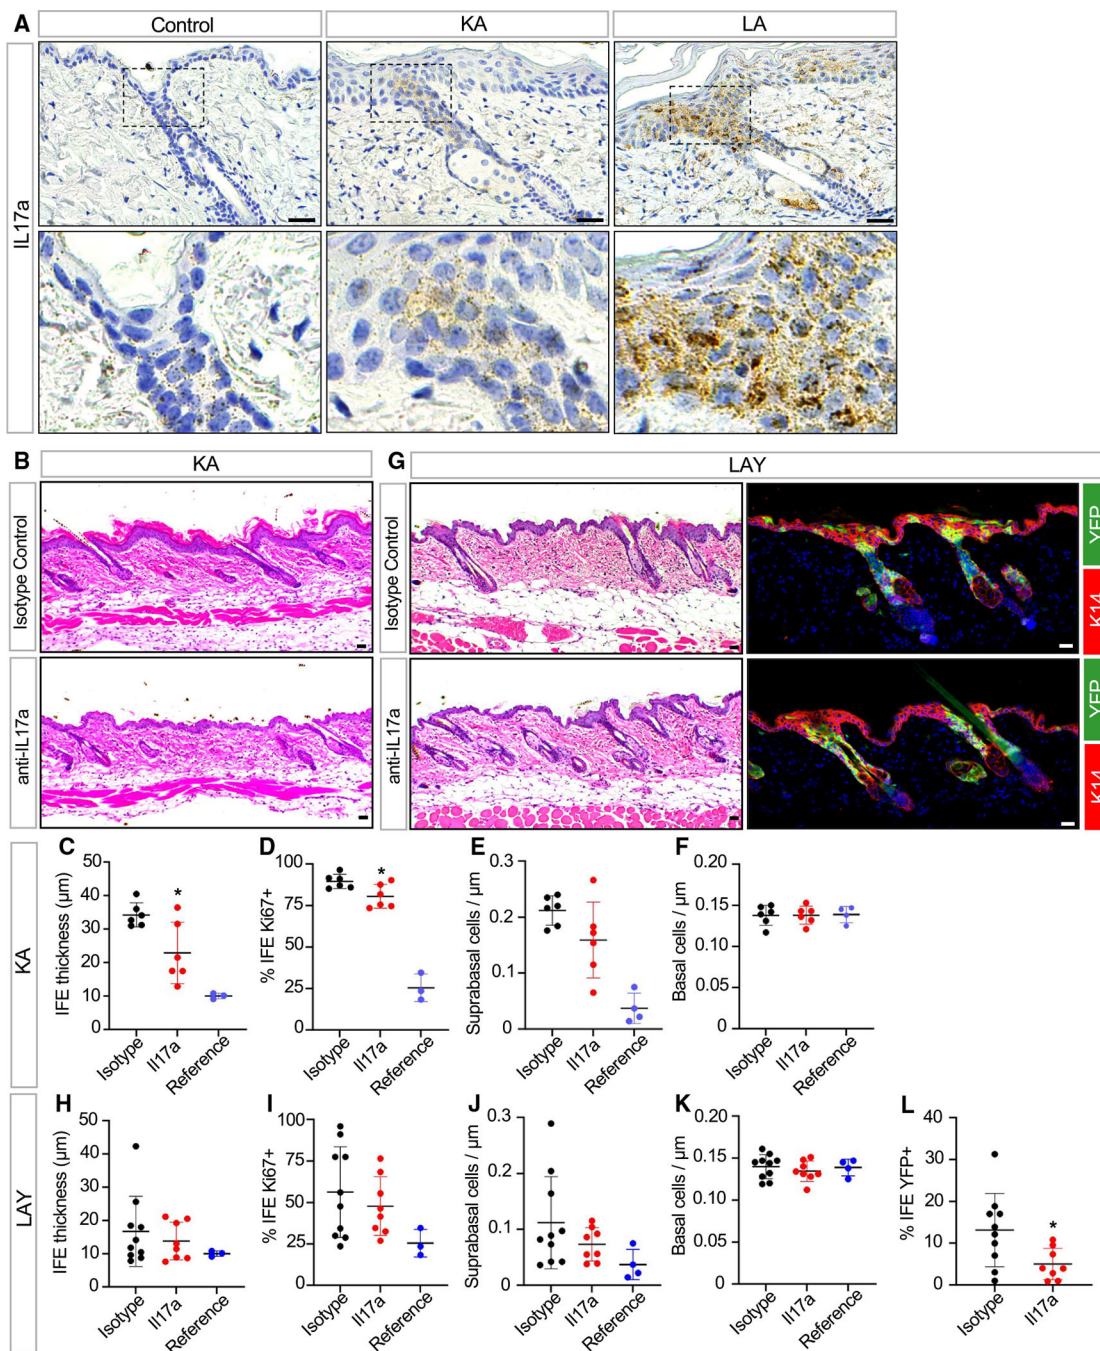 A
Control
KA
LA
IL17a
B
KA
G
LAY
Isotype Control
anti-IL17a
Isotype Control
anti-IL17a
YFP
K14
YFP
K14
KA
C
IFE thickness (µm)
50
40
30
20
10
0
*
Isotype
Il17a
Reference
D
% IFE Ki67+
100
75
50
25
0
*
Isotype
Il17a
Reference
E
Suprabasal cells / µm
0.3
0.2
0.1
0
Isotype
Il17a
Reference
F
Basal cells / µm
0.20
0.15
0.10
0.05
0
Isotype
Il17a
Reference
LAY
H
IFE thickness (µm)
50
40
30
20
10
0
Isotype
Il17a
Reference
I
% IFE Ki67+
100
75
50
25
0
Isotype
Il17a
Reference
J
Suprabasal cells / µm
0.3
0.2
0.1
0
Isotype
Il17a
Reference
K
Basal cells / µm
0.20
0.15
0.10
0.05
0
Isotype
Il17a
Reference
L
% IFE YFP+
40
30
20
10
0
*
Isotype
Il17a